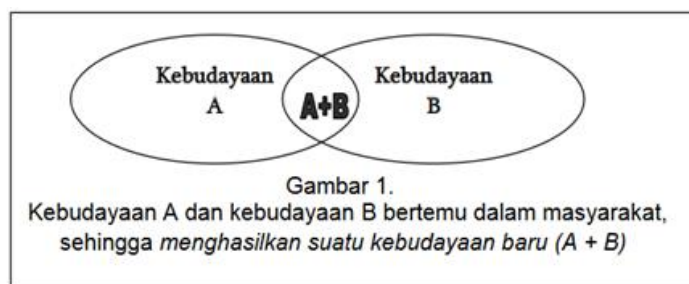 Kebudayaan
A
A+B
Kebudayaan
B
Gambar 1.
Kebudayaan A dan kebudayaan B bertemu dalam masyarakat,
sehingga menghasilkan suatu kebudayaan baru (A + B)